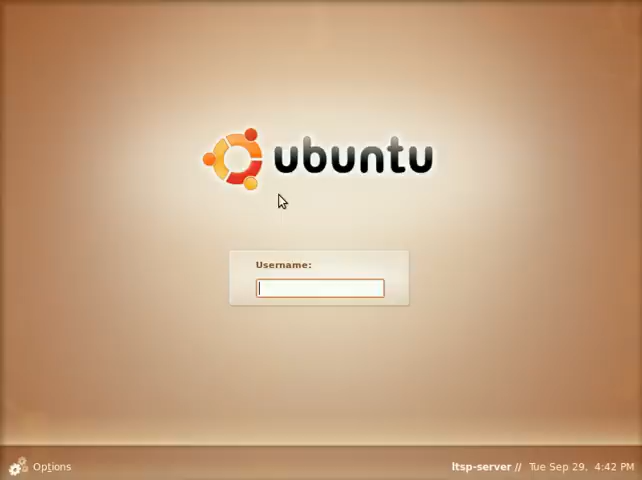 ubuntu
Username:
Options
ltsp-server // Tue Sep 29, 4:42 PM